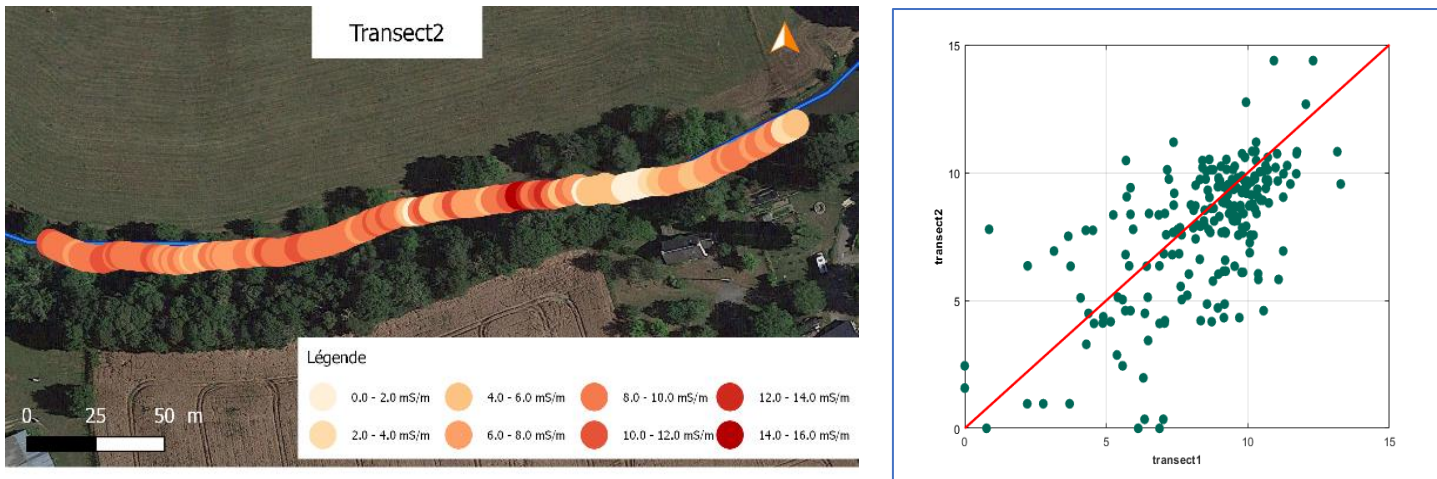 Transect2
Légende
0.0 - 2.0 mS/m
4.0 - 6.0 mS/m
8.0 - 10.0 mS/m
12.0 - 14.0 mS/m
2.0 - 4.0 mS/m
6.0 - 8.0 mS/m
10.0 - 12.0 mS/m
14.0 - 16.0 mS/m
0 25 50 m
15
10
5
0
transect2
0 5 10 15
transect1